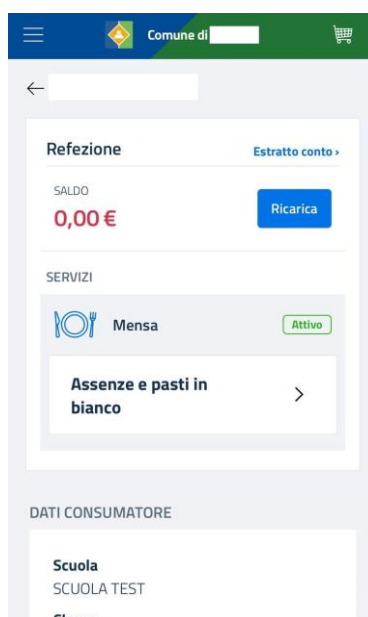 Comune di
Refezione
Estratto conto ›
SALDO
0,00 €
Ricarica
SERVIZI
Mensa
Attivo
Assenze e pasti in
bianco
DATI CONSUMATORE
Scuola
SCUOLA TEST